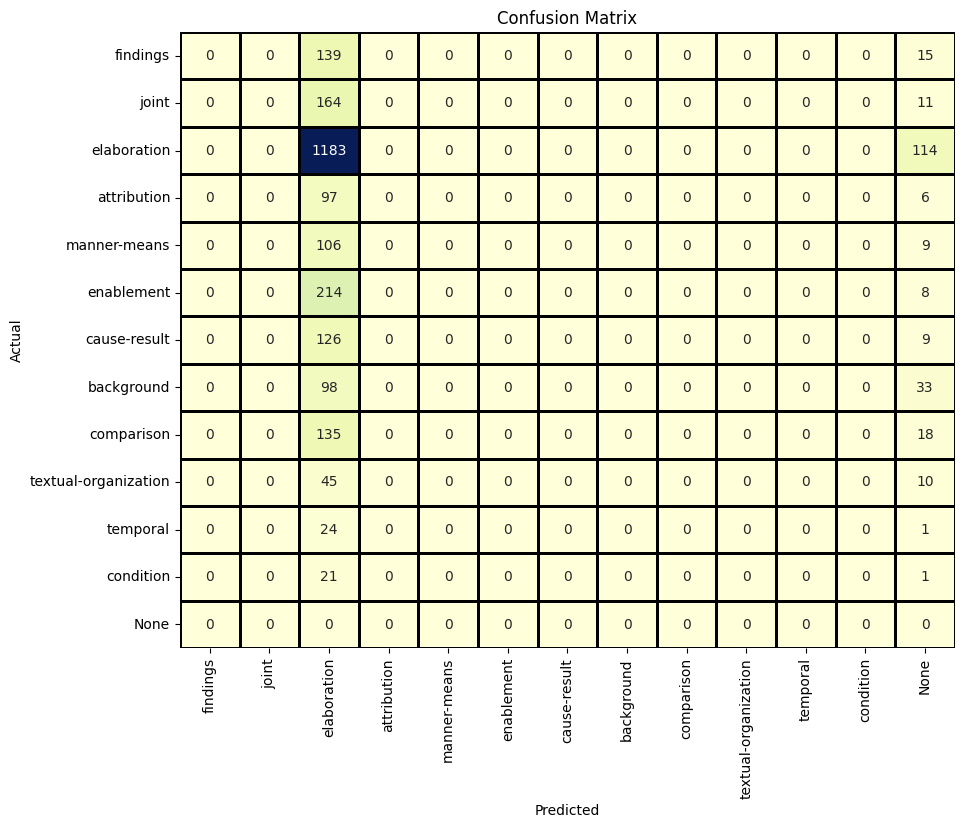 Confusion Matrix
findings 0 0 139 0 0 0 0 0 0 0 0 0 15
joint 0 0 164 0 0 0 0 0 0 0 0 0 11
elaboration 0 0 1183 0 0 0 0 0 0 0 0 0 114
attribution 0 0 97 0 0 0 0 0 0 0 0 0 6
manner-means 0 0 106 0 0 0 0 0 0 0 0 0 9
enablement 0 0 214 0 0 0 0 0 0 0 0 0 8
cause-result 0 0 126 0 0 0 0 0 0 0 0 0 9
background 0 0 98 0 0 0 0 0 0 0 0 0 33
comparison 0 0 135 0 0 0 0 0 0 0 0 0 18
textual-organization 0 0 45 0 0 0 0 0 0 0 0 0 10
temporal 0 0 24 0 0 0 0 0 0 0 0 0 1
condition 0 0 21 0 0 0 0 0 0 0 0 0 1
None 0 0 0 0 0 0 0 0 0 0 0 0 0
Actual
findings
joint
elaboration
attribution
manner-means
enablement
cause-result
background
comparison
textual-organization
temporal
condition
None
Predicted